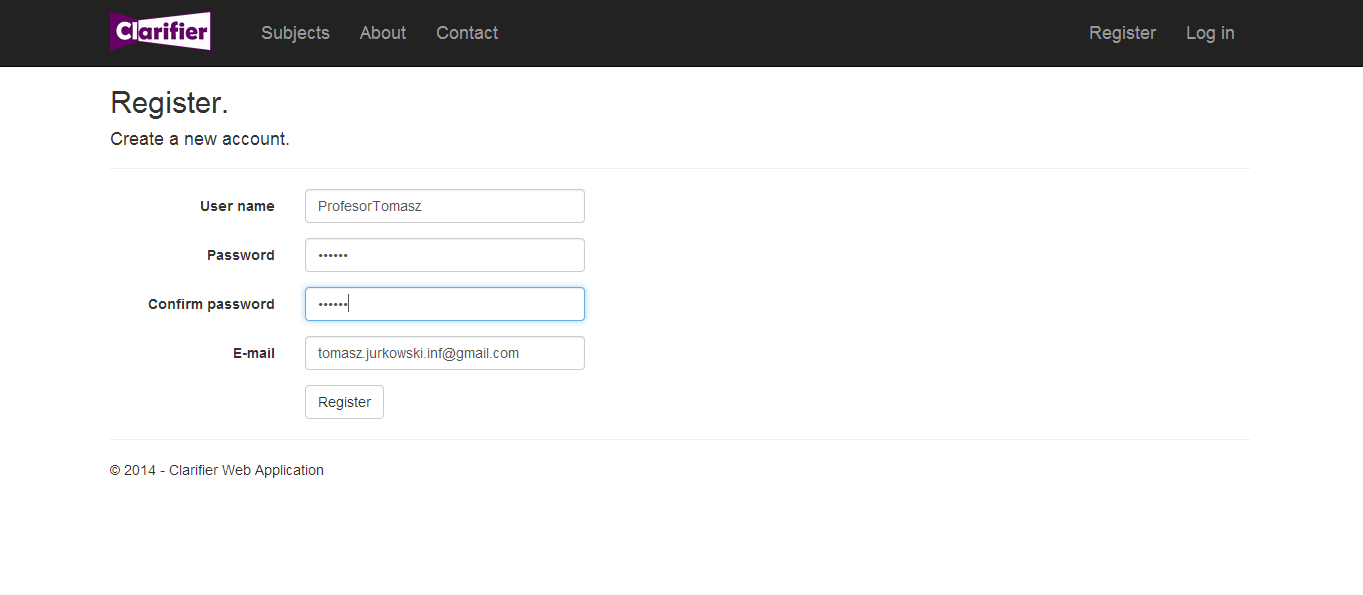 Clarifier Subjects About Contact Register Log in
Register.
Create a new account.
User name ProfesorTomasz
Password ••••••
Confirm password ••••••
E-mail tomasz.jurkowski.inf@gmail.com
Register
© 2014 - Clarifier Web Application